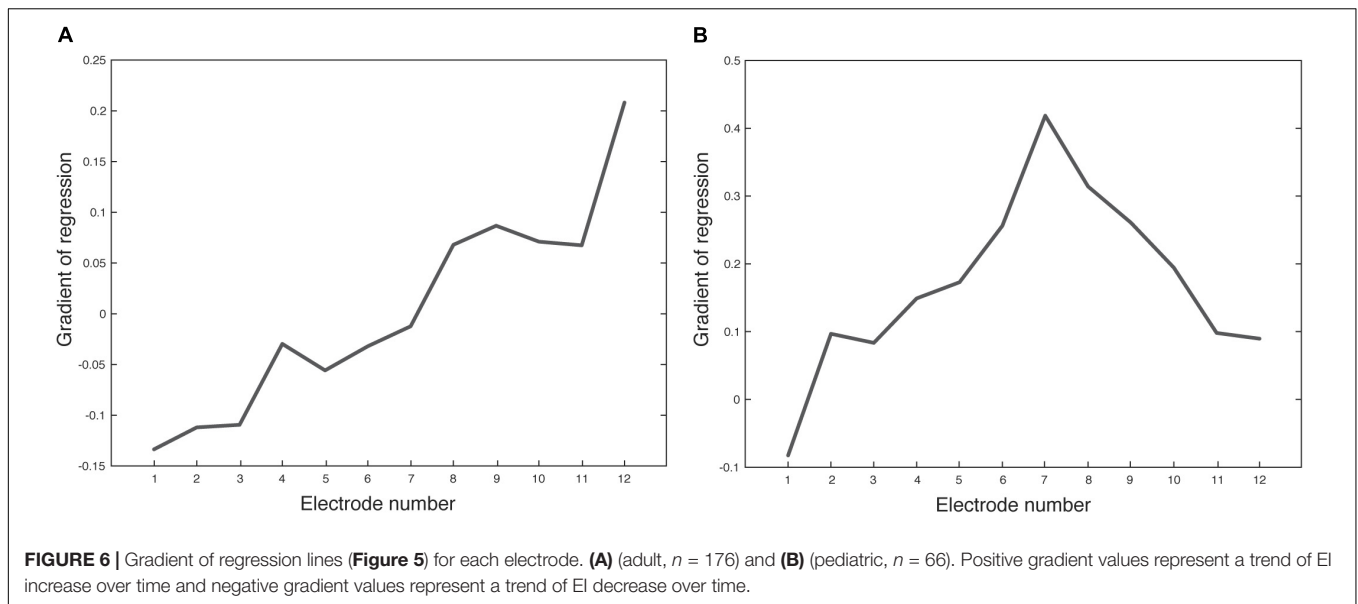 A
0.25
0.2
0.15
0.1
0.05
0
-0.05
-0.1
-0.15
Gradient of regression
1 2 3 4 5 6 7 8 9 10 11 12
Electrode number
B
0.5
0.4
0.3
0.2
0.1
0
-0.1
Gradient of regression
1 2 3 4 5 6 7 8 9 10 11 12
Electrode number
FIGURE 6 | Gradient of regression lines (Figure 5) for each electrode. (A) (adult, n = 176) and (B) (pediatric, n = 66). Positive gradient values represent a trend of EI
increase over time and negative gradient values represent a trend of EI decrease over time.